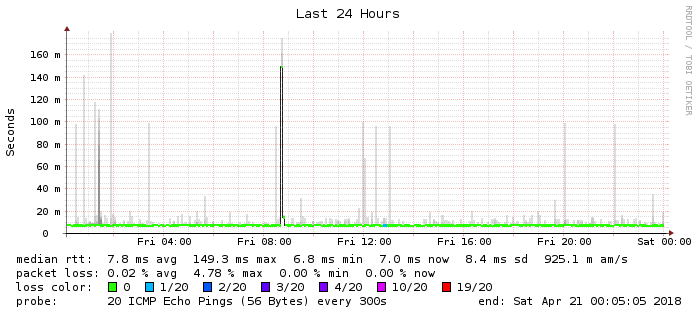 Last 24 Hours
RRDTOOL / TOBI OETIKER
Seconds
160 m
140 m
120 m
100 m
80 m
60 m
40 m
20 m
0
Fri 04:00 Fri 08:00 Fri 12:00 Fri 16:00 Fri 20:00 Sat 00:00
median rtt: 7.8 ms avg 149.3 ms max 6.8 ms min 7.0 ms now 8.4 ms sd 925.1 m am/s
packet loss: 0.02 % avg 4.78 % max 0.00 % min 0.00 % now
loss color: 0 1/20 2/20 3/20 4/20 10/20 19/20
probe: 20 ICMP Echo Pings (56 Bytes) every 300s end: Sat Apr 21 00:05:05 2018